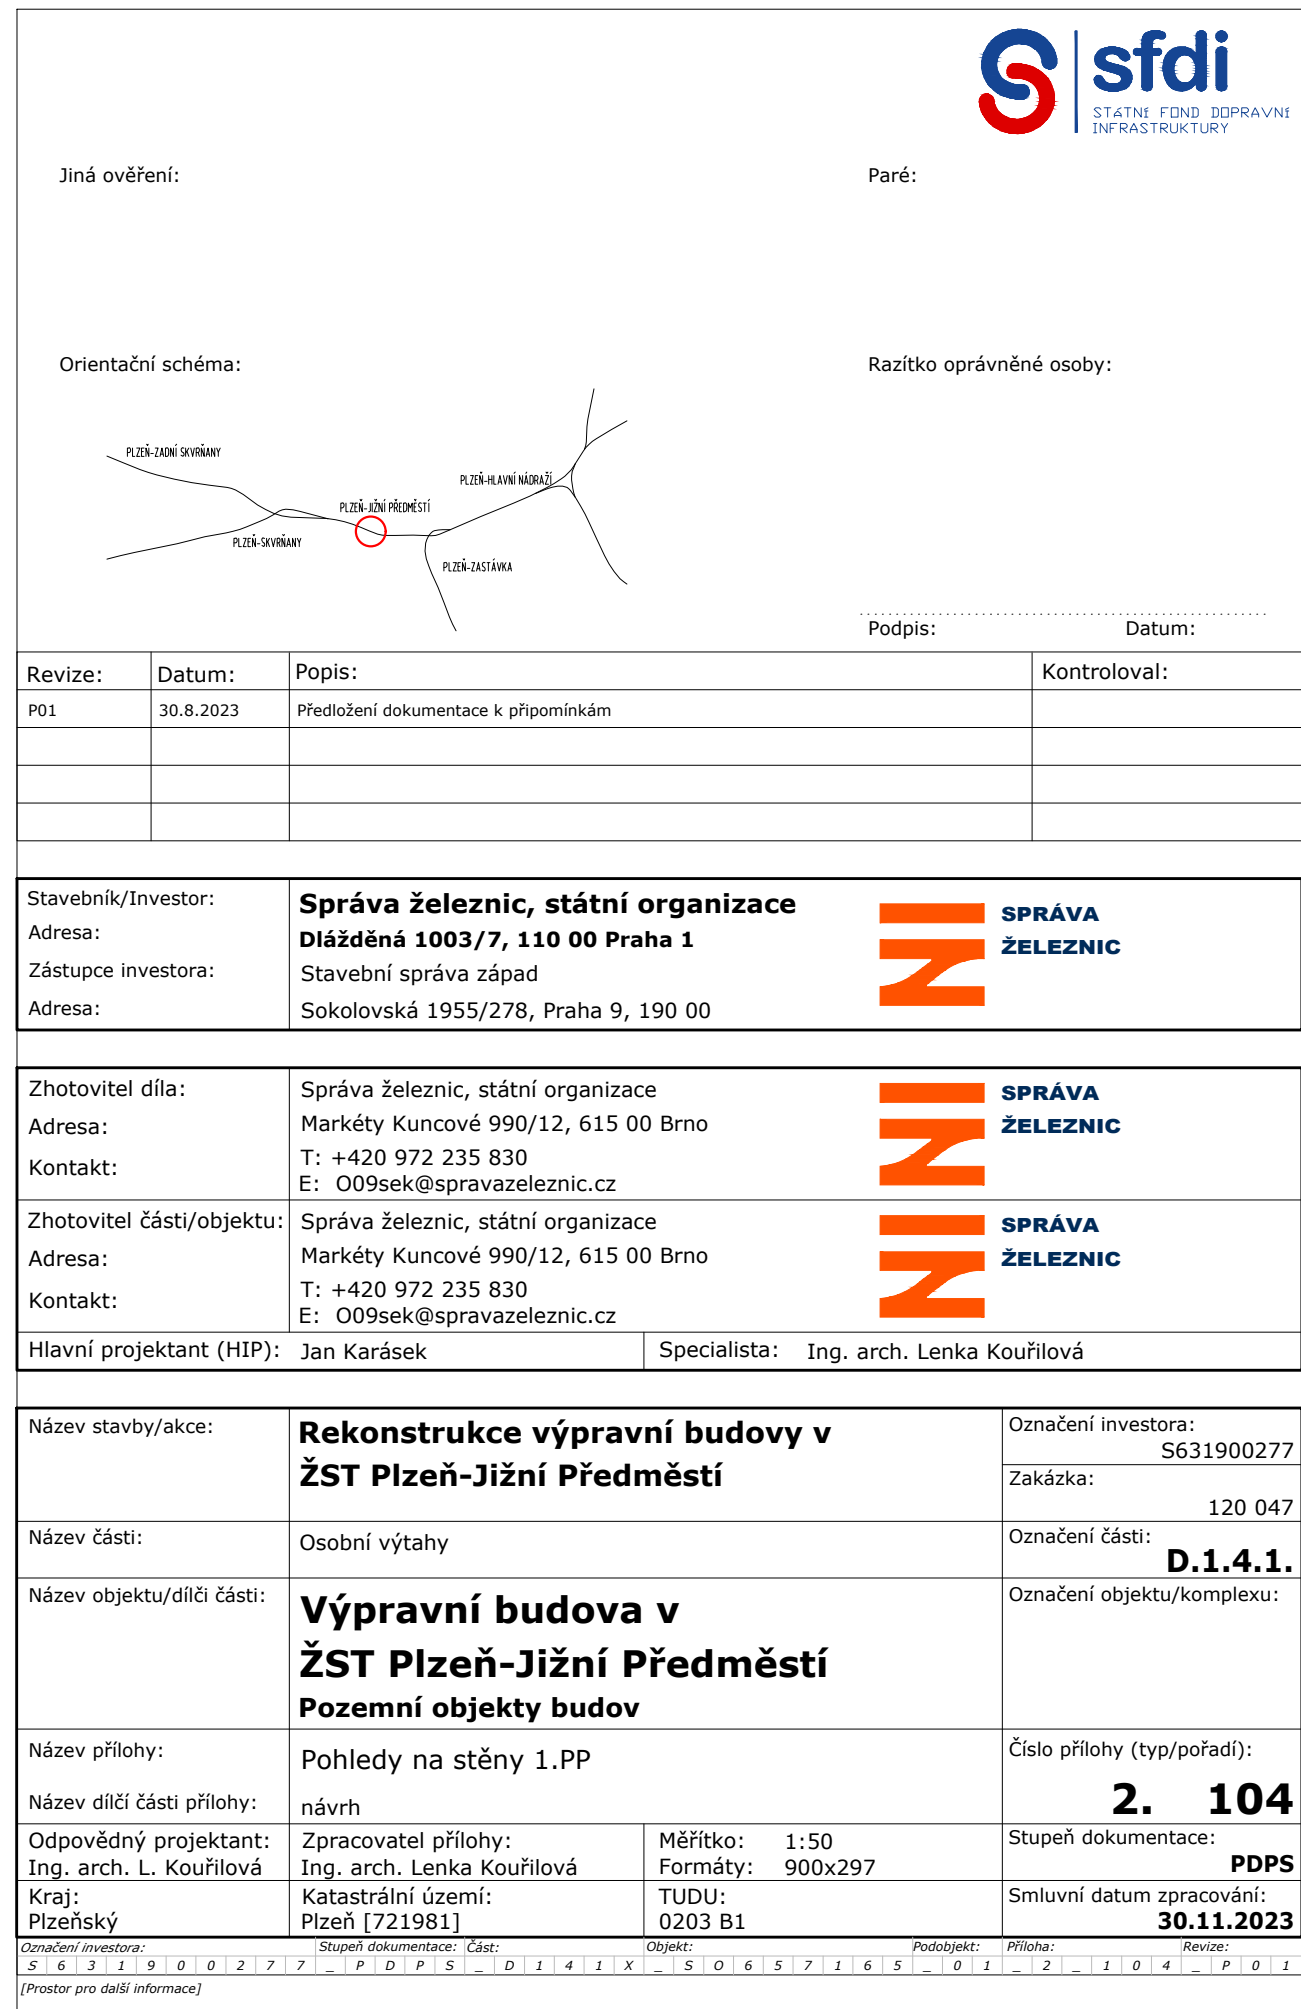 sfdi
STÁTNÍ FOND DOPRAVNÍ
INFRASTRUKTURY
Jiná ověření:
Paré:
Orientační schéma:
Razítko oprávněné osoby:
PLZEŇ-ZADNÍ SKVRŇANY
PLZEŇ-HLAVNÍ NÁDRAŽÍ
PLZEŇ-JIŽNÍ PŘEDMĚSTÍ
PLZEŇ-SKVRŇANY
PLZEŇ-ZASTÁVKA
Podpis: Datum:
Revize: Datum: Popis: Kontroloval:
P01 30.8.2023 Předložení dokumentace k připomínkám
Stavebník/Investor: Správa železnic, státní organizace
Adresa: Dlážděná 1003/7, 110 00 Praha 1
Zástupce investora: Stavební správa západ
Adresa: Sokolovská 1955/278, Praha 9, 190 00
SPRÁVA
ŽELEZNIC
Zhotovitel díla: Správa železnic, státní organizace
Adresa: Markéty Kuncové 990/12, 615 00 Brno
Kontakt: T: +420 972 235 830
E: O09sek@spravazeleznic.cz
SPRÁVA
ŽELEZNIC
Zhotovitel části/objektu: Správa železnic, státní organizace
Adresa: Markéty Kuncové 990/12, 615 00 Brno
Kontakt: T: +420 972 235 830
E: O09sek@spravazeleznic.cz
SPRÁVA
ŽELEZNIC
Hlavní projektant (HIP): Jan Karásek Specialista: Ing. arch. Lenka Kouřilová
Název stavby/akce: Rekonstrukce výpravní budovy v
ŽST Plzeň-Jižní Předměstí
Označení investora:
S631900277
Zakázka:
120 047
Název části: Osobní výtahy
Označení části:
D.1.4.1.
Název objektu/dílči části: Výpravní budova v
ŽST Plzeň-Jižní Předměstí
Pozemní objekty budov
Označení objektu/komplexu:
Název přílohy: Pohledy na stěny 1.PP
Číslo přílohy (typ/pořadí):
Název dílčí části přílohy: návrh
2. 104
Odpovědný projektant: Zpracovatel přílohy: Měřítko: 1:50 Stupeň dokumentace:
Ing. arch. L. Kouřilová Ing. arch. Lenka Kouřilová Formáty: 900x297 PDPS
Kraj: Katastrální území: TUDU: Smluvní datum zpracování:
Plzeňský Plzeň [721981] 0203 B1 30.11.2023
Označení investora: Stupeň dokumentace: Část: Objekt: Podobjekt: Příloha: Revize:
S 6 3 1 9 0 0 2 7 7 _ P D P S _ D 1 4 1 X _ S O 6 5 7 1 6 5 _ 0 1 _ 2 _ 1 0 4 _ P 0 1
[Prostor pro další informace]